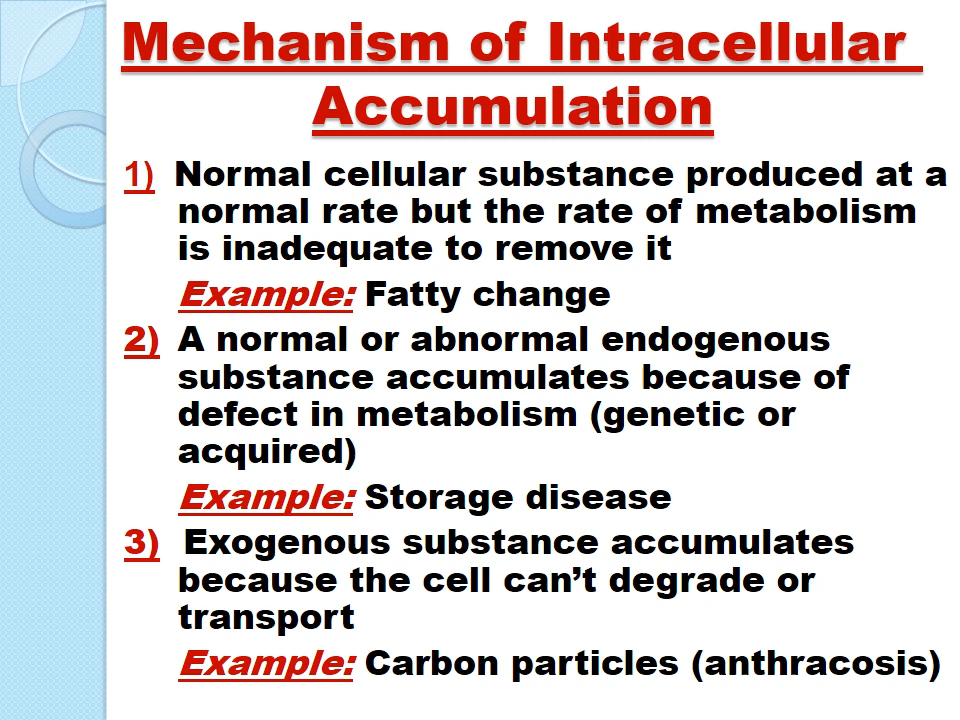 Mechanism of Intracellular
Accumulation
1) Normal cellular substance produced at a
normal rate but the rate of metabolism
is inadequate to remove it
Example: Fatty change
2) A normal or abnormal endogenous
substance accumulates because of
defect in metabolism (genetic or
acquired)
Example: Storage disease
3) Exogenous substance accumulates
because the cell can’t degrade or
transport
Example: Carbon particles (anthracosis)